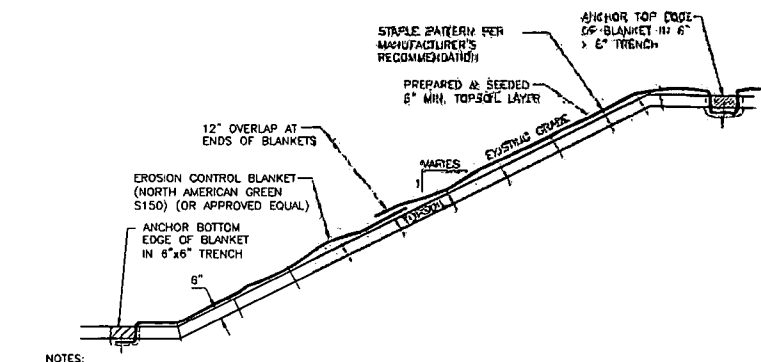 STAPLE PATTERN PER
MANUFACTURER'S
RECOMMENDATION
ANCHOR TOP EDGE
OF BLANKET IN 6"
x 6" TRENCH
PREPARED & SEEDED
6" MIN. TOPSOIL LAYER
12" OVERLAP AT
ENDS OF BLANKETS
VARIES
1
EXISTING GRADE
EROSION CONTROL BLANKET
(NORTH AMERICAN GREEN
S150) (OR APPROVED EQUAL)
TOPSOIL
ANCHOR BOTTOM
EDGE OF BLANKET
IN 6"x6" TRENCH
6"
NOTES: